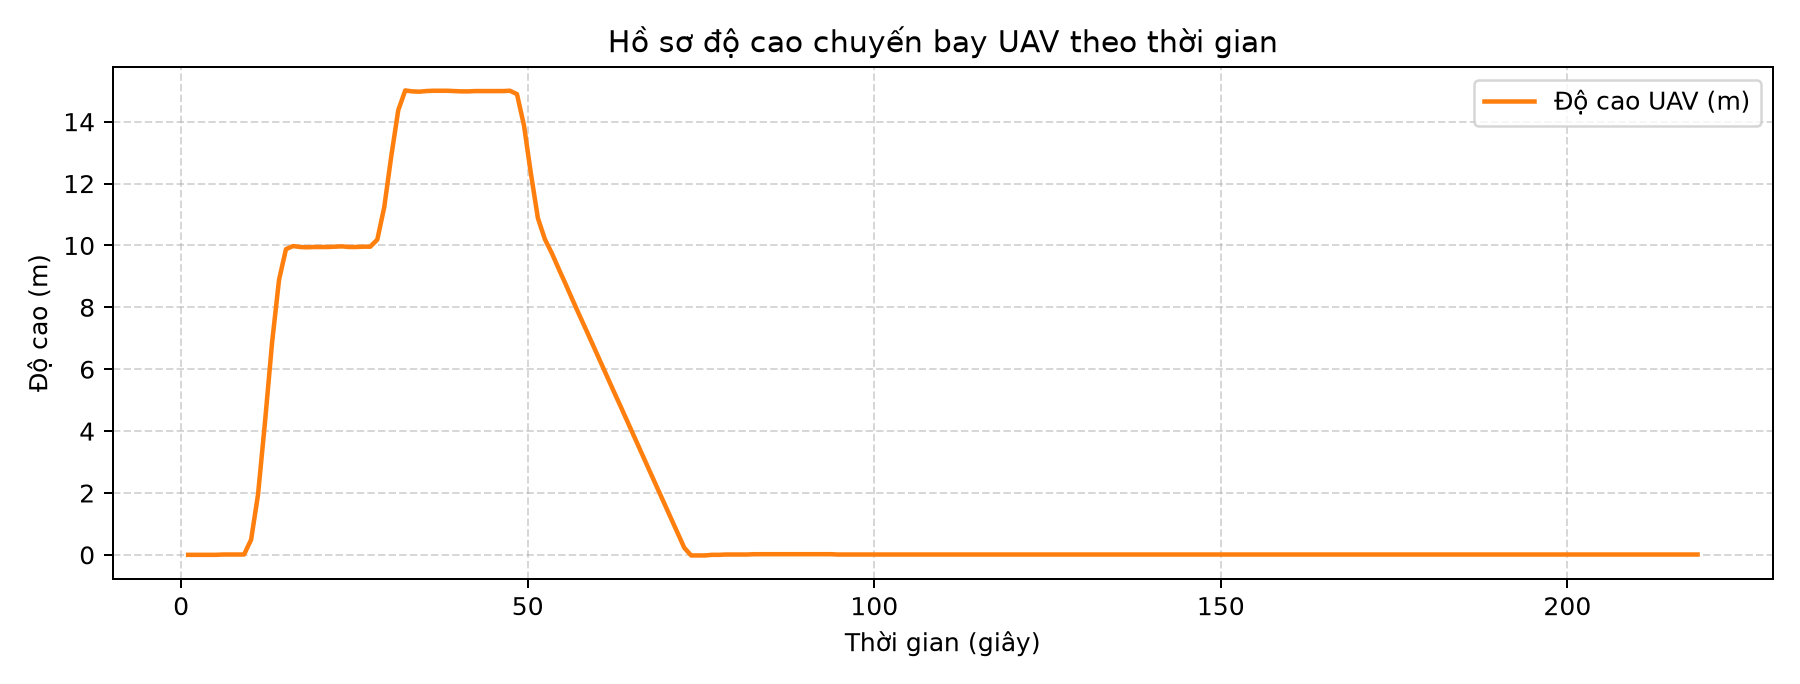 Hồ sơ độ cao chuyến bay UAV theo thời gian
Độ cao UAV (m)
14
12
10
8
6
4
2
0
Độ cao (m)
0 50 100 150 200
Thời gian (giây)